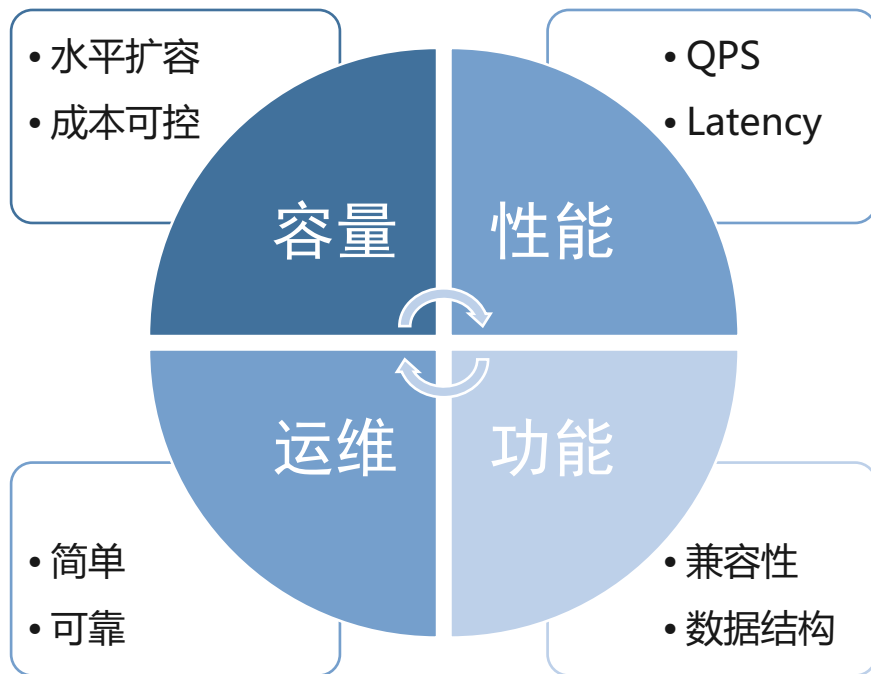 • 水平扩容
• 成本可控
• QPS
• Latency
容量
性能
运维
功能
• 简单
• 可靠
• 兼容性
• 数据结构